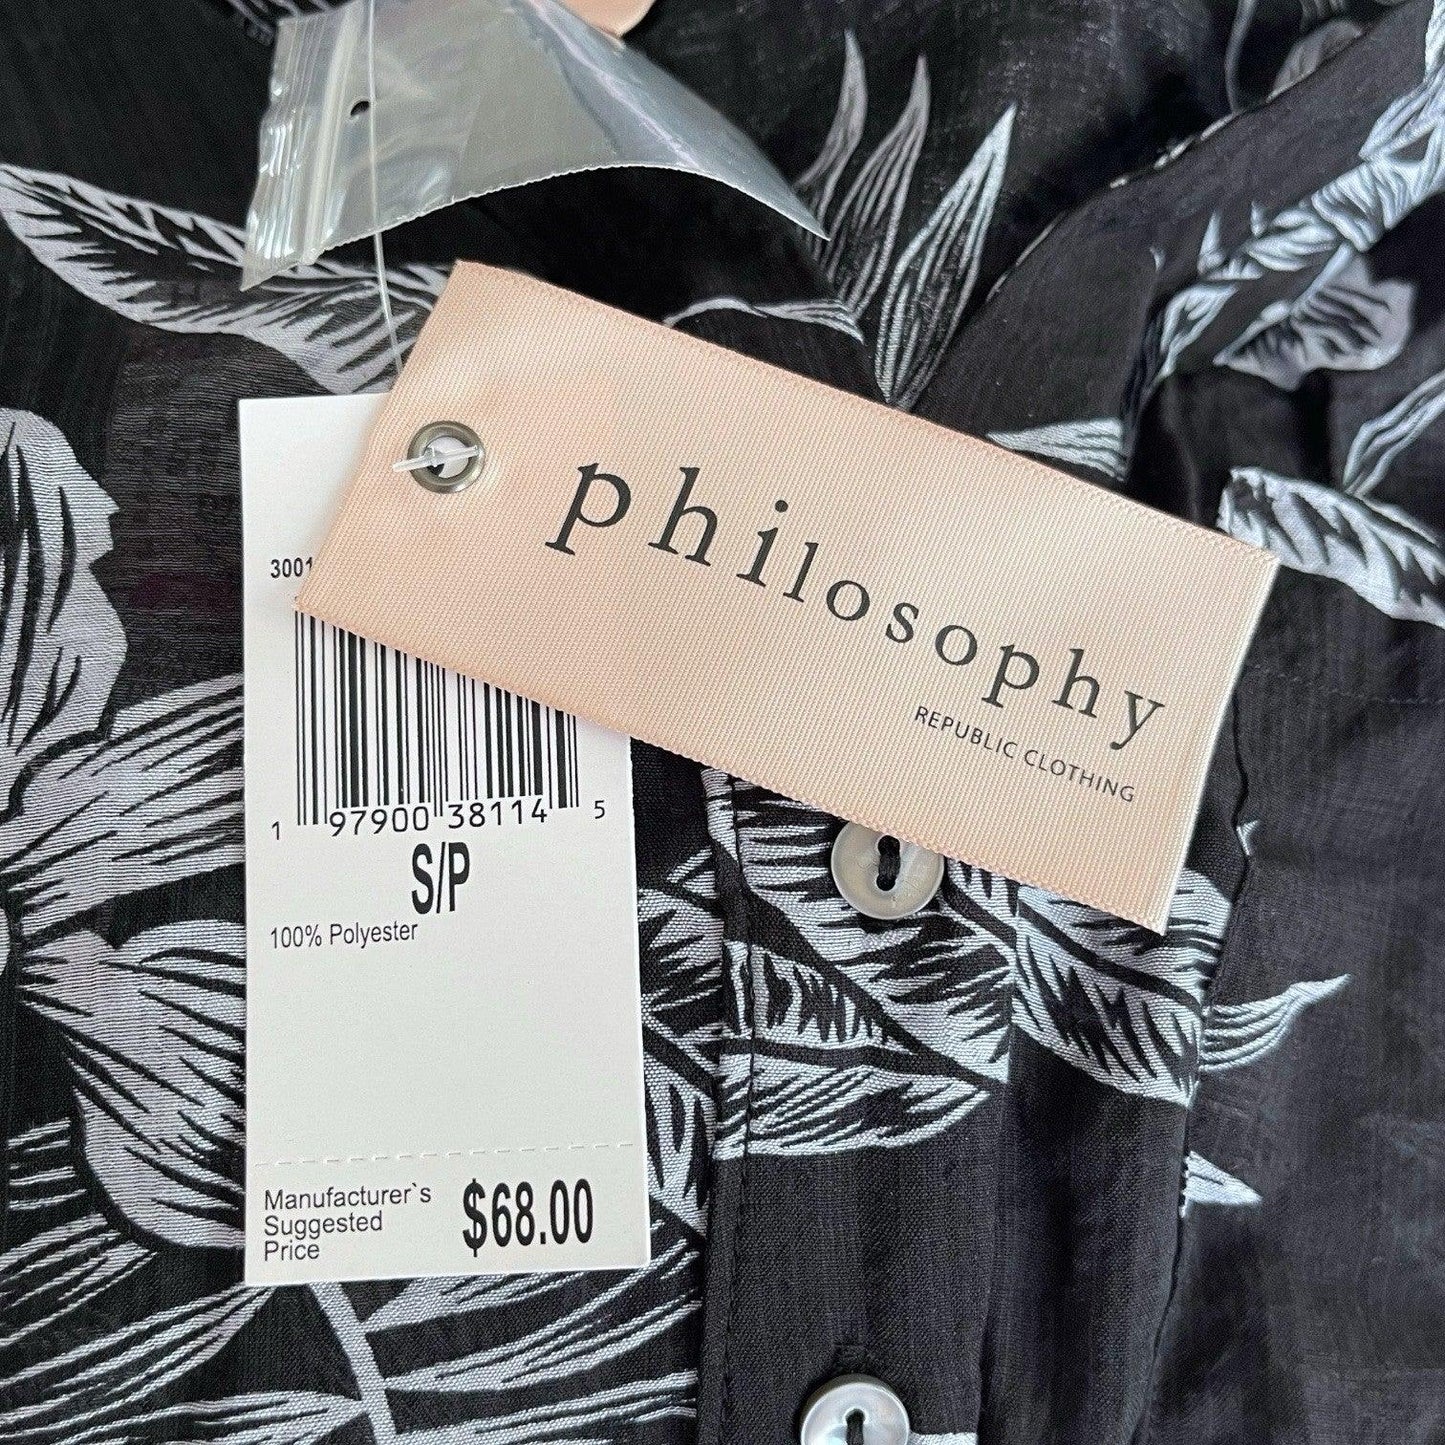 philosophy
REPUBLIC CLOTHING
3001
1 97900 38114 5
S/P
100% Polyester
Manufacturer`s
Suggested
Price
$68.00